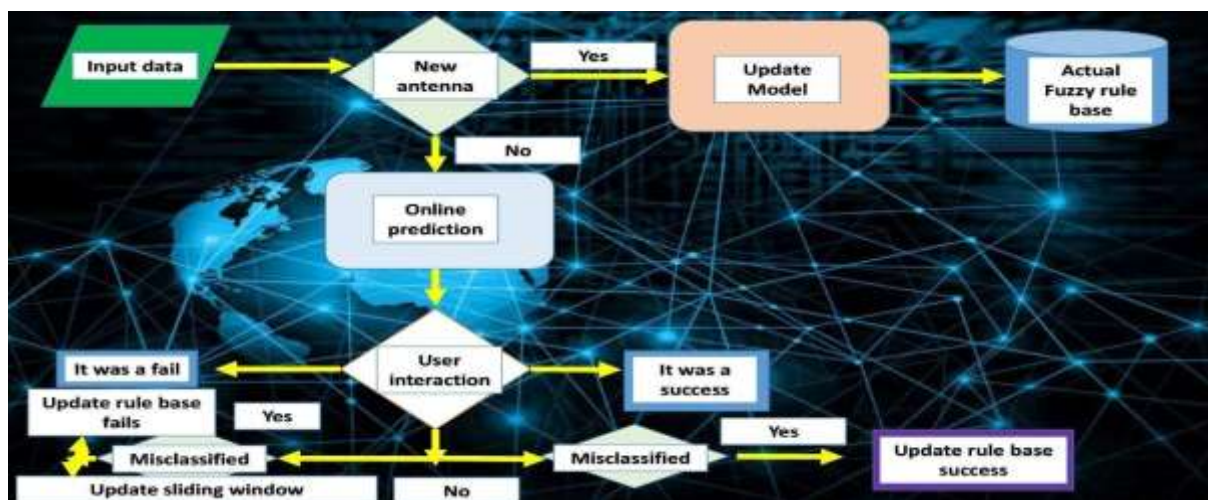 Input data
New
antenna
Yes
Update
Model
Actual
Fuzzy rule
base
No
Online
prediction
User
interaction
It was a fail
It was a
success
Update rule base
fails
Yes
Misclassified
Misclassified
Yes
Update rule base
success
Update sliding window
No